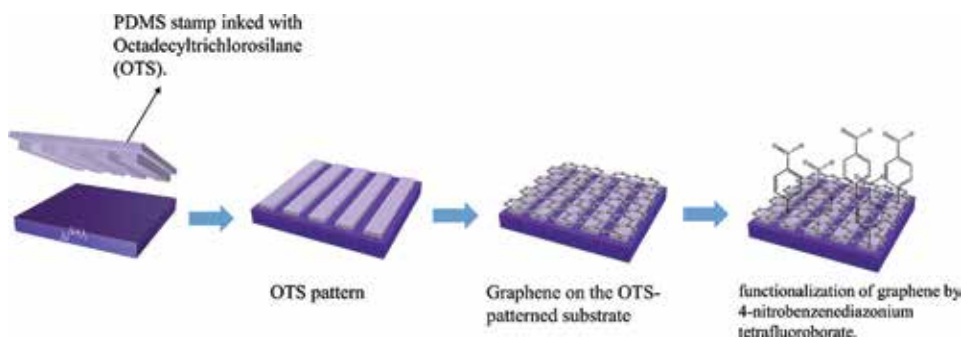 PDMS stamp inked with
Octadecyltrichlorosilane
(OTS).
OTS pattern
Graphene on the OTS-
patterned substrate
functionalization of graphene by
4-nitrobenzenediazonium
tetrafluoroborate.